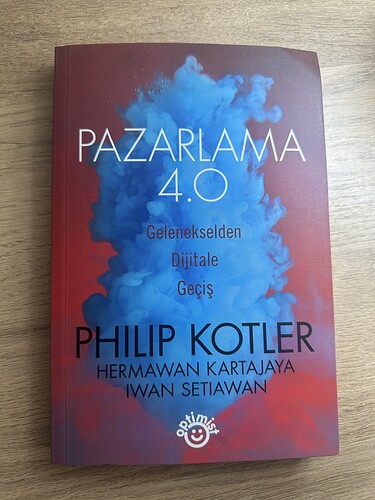 PAZARLAMA
4.0
Gelenekselden
Dijitale
Geçiş
PHILIP KOTLER
HERMAWAN KARTAJAYA
IWAN SETIAWAN
optimist